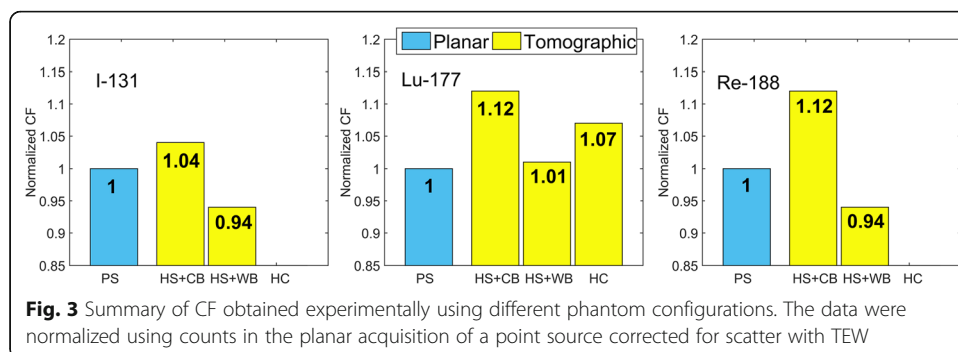 Planar Tomographic
1.2
1.15
1.1
1.05
1
0.95
0.9
0.85
Normalized CF
I-131
1
1.04
0.94
PS HS+CB HS+WB HC
1.2
1.15
1.1
1.05
1
0.95
0.9
0.85
Normalized CF
Lu-177
1
1.12
1.01
1.07
PS HS+CB HS+WB HC
1.2
1.15
1.1
1.05
1
0.95
0.9
0.85
Normalized CF
Re-188
1
1.12
0.94
PS HS+CB HS+WB HC
Fig. 3 Summary of CF obtained experimentally using different phantom configurations. The data were
normalized using counts in the planar acquisition of a point source corrected for scatter with TEW